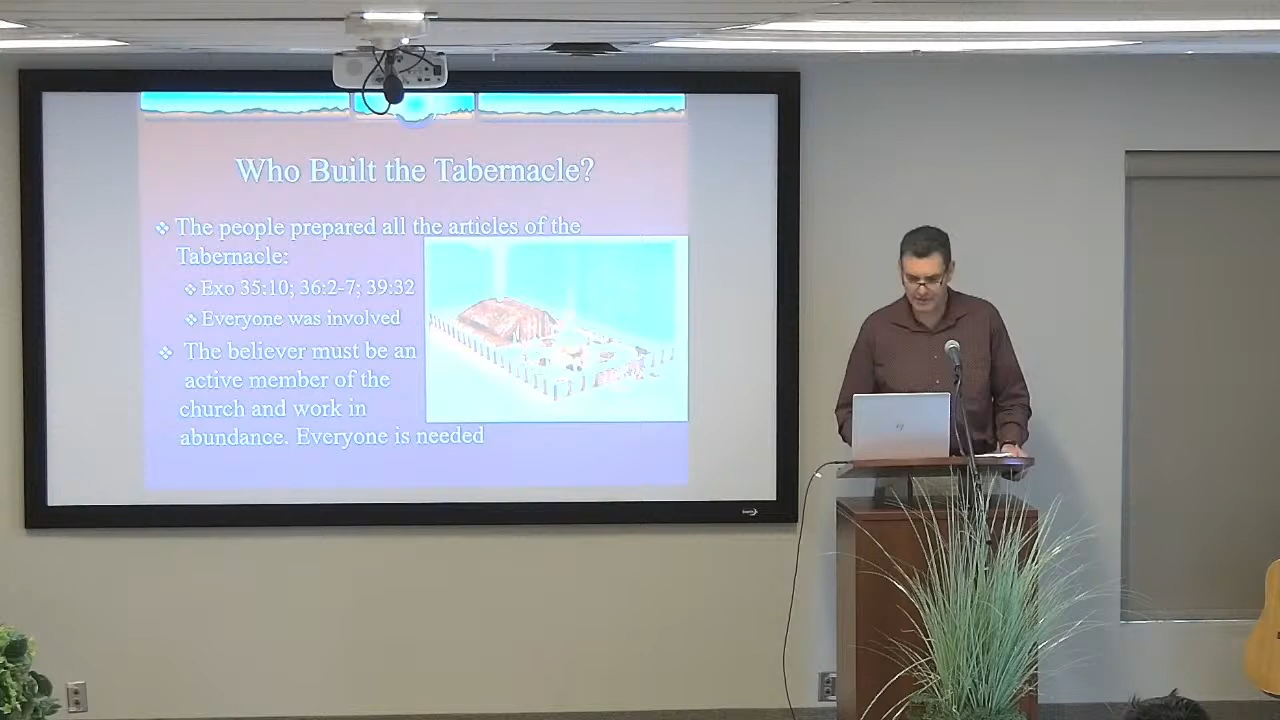 Who Built the Tabernacle?
The people prepared all the articles of the
Tabernacle:
Exo 35:10; 36:2-7; 39:32
Everyone was involved
The believer must be an
active member of the
church and work in
abundance. Everyone is needed